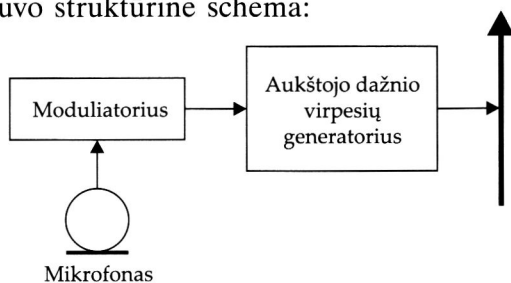 uvo struktūrinė schema:
Moduliatorius
Aukštojo dažnio
virpesių
generatorius
Mikrofonas